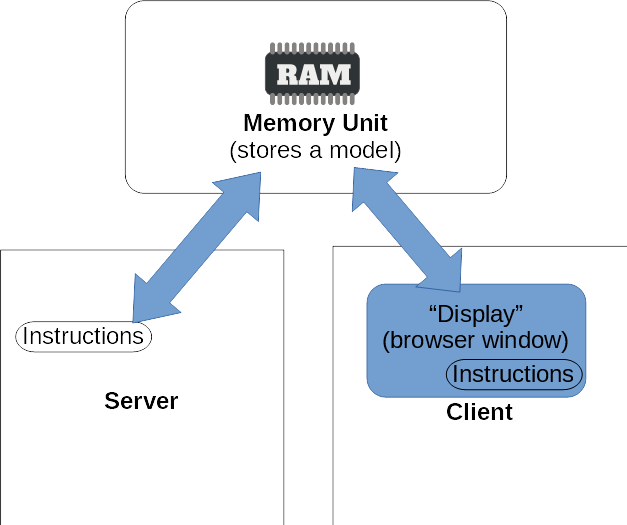 RAM
Memory Unit
(stores a model)
Instructions
Server
“Display”
(browser window)
Instructions
Client